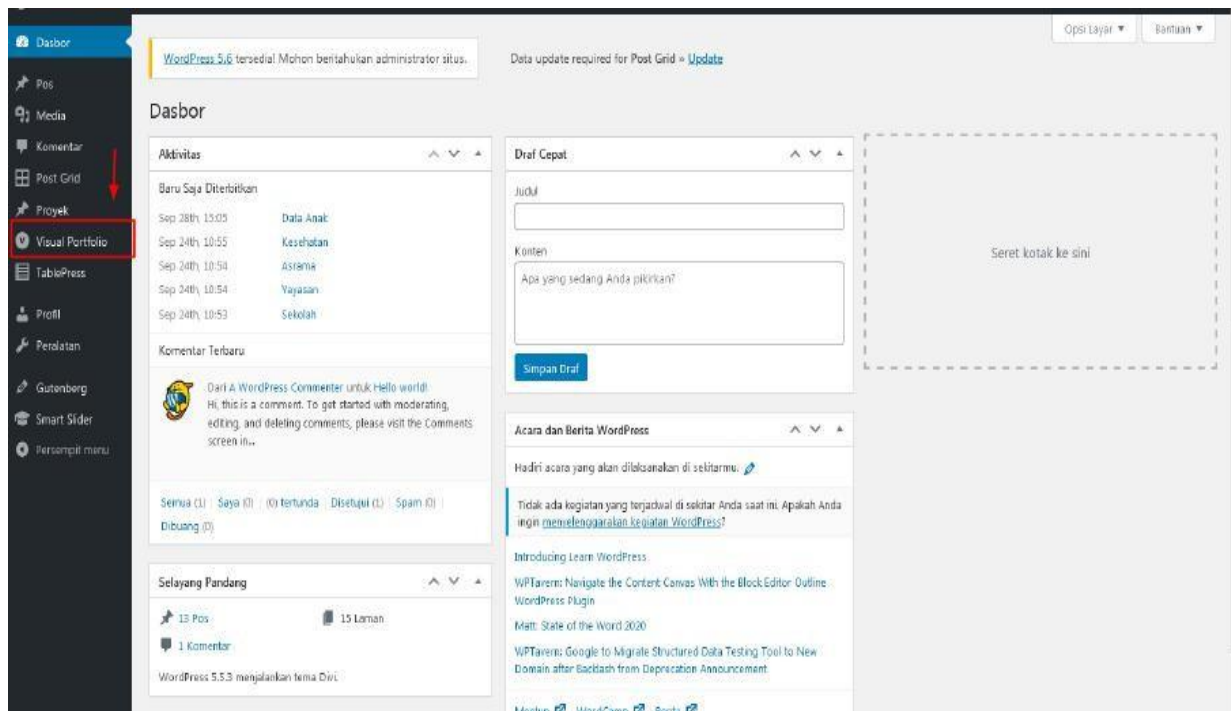 Opsi Layar ▼
Bantuan ▼
Dasbor
Pos
Media
Komentar
Post Grid
Proyek
Visual Portfolio
TablePress
Profil
Peralatan
Gutenberg
Smart Slider
Persempit menu
WordPress 5.6 tersedia! Mohon beritahukan administrator situs.
Data update required for Post Grid » Update
Dasbor
Aktivitas
Baru Saja Diterbitkan
Sep 28th, 15:05 Data Anak
Sep 24th, 10:55 Kesehatan
Sep 24th, 10:54 Asrama
Sep 24th, 10:54 Yayasan
Sep 24th, 10:53 Sekolah
Komentar Terbaru
Dari A WordPress Commenter untuk Hello world!
Hi, this is a comment. To get started with moderating,
editing, and deleting comments, please visit the Comments
screen in…
Semua (1) | Saya (0) | (0) tertunda | Disetujui (1) | Spam (0) |
Dibuang (0)
Selayang Pandang
13 Pos 15 Laman
1 Komentar
WordPress 5.5.3 menjalankan tema Divi.
Draf Cepat
Judul
Konten
Apa yang sedang Anda pikirkan?
Simpan Draf
Acara dan Berita WordPress
Hadiri acara yang akan dilaksanakan di sekitarmu.
Tidak ada kegiatan yang terjadwal di sekitar Anda saat ini. Apakah Anda
ingin menyelenggarakan kegiatan WordPress?
Introducing Learn WordPress
WPTavern: Navigate the Content Canvas With the Block Editor Outline
WordPress Plugin
Matt: State of the Word 2020
WPTavern: Google to Migrate Structured Data Testing Tool to New
Domain after Backlash from Deprecation Announcement
Meetup WordCamp Berita
Seret kotak ke sini